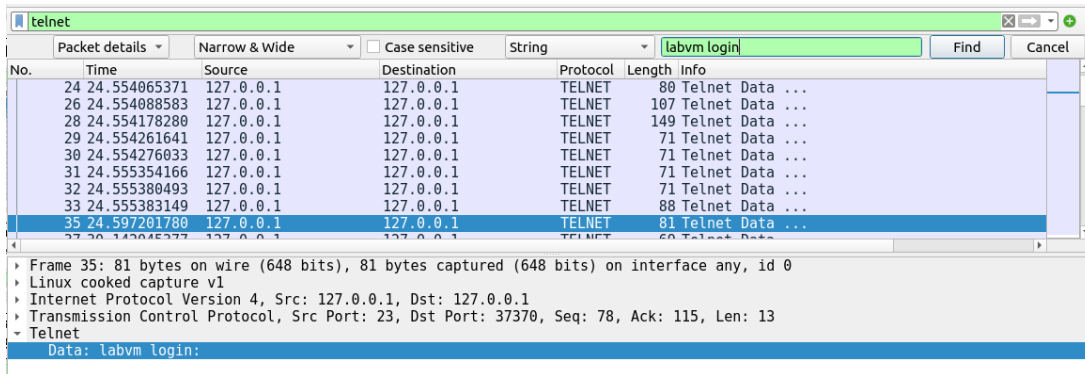 telnet
Packet details Narrow & Wide Case sensitive String labvm login Find Cancel
No. Time Source Destination Protocol Length Info
24 24.554065371 127.0.0.1 127.0.0.1 TELNET 80 Telnet Data ...
26 24.554088583 127.0.0.1 127.0.0.1 TELNET 107 Telnet Data ...
28 24.554178280 127.0.0.1 127.0.0.1 TELNET 149 Telnet Data ...
29 24.554261641 127.0.0.1 127.0.0.1 TELNET 71 Telnet Data ...
30 24.554276033 127.0.0.1 127.0.0.1 TELNET 71 Telnet Data ...
31 24.555354166 127.0.0.1 127.0.0.1 TELNET 71 Telnet Data ...
32 24.555380493 127.0.0.1 127.0.0.1 TELNET 71 Telnet Data ...
33 24.555383149 127.0.0.1 127.0.0.1 TELNET 88 Telnet Data ...
35 24.597201780 127.0.0.1 127.0.0.1 TELNET 81 Telnet Data ...
Frame 35: 81 bytes on wire (648 bits), 81 bytes captured (648 bits) on interface any, id 0
Linux cooked capture v1
Internet Protocol Version 4, Src: 127.0.0.1, Dst: 127.0.0.1
Transmission Control Protocol, Src Port: 23, Dst Port: 37370, Seq: 78, Ack: 115, Len: 13
Telnet
Data: labvm login: